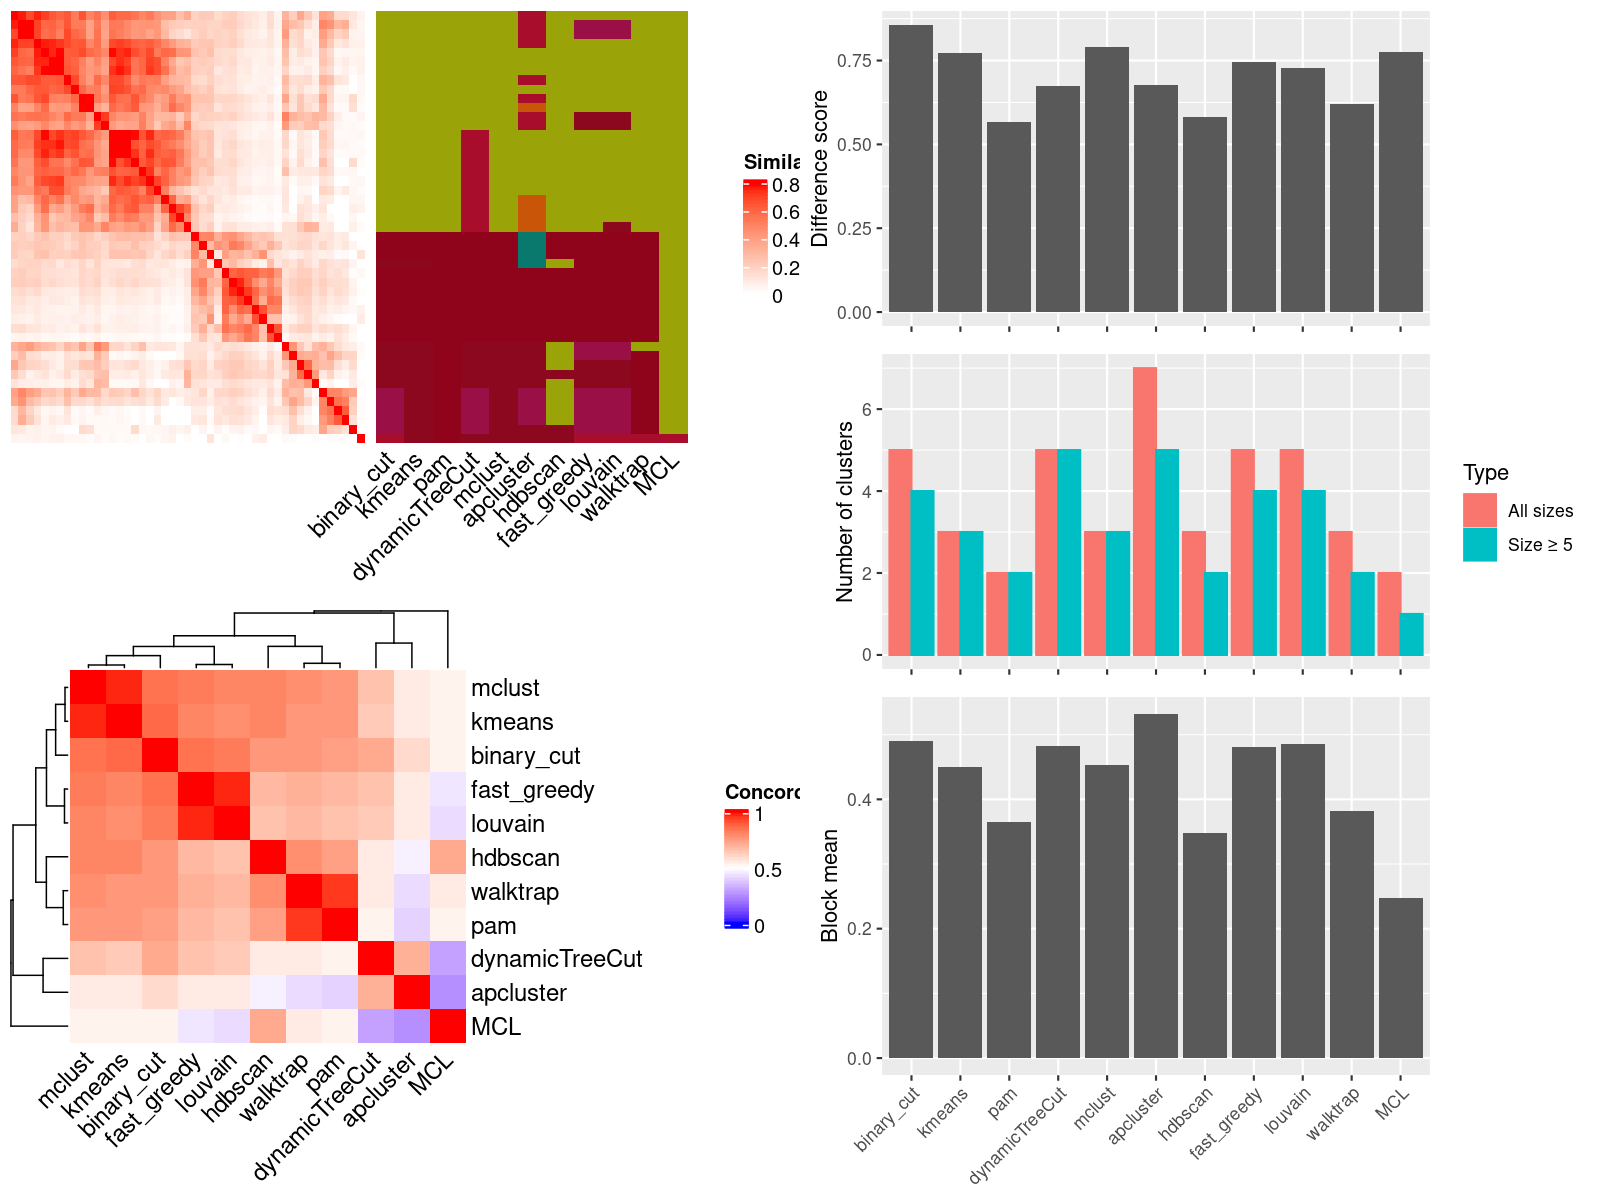 Simila
0.8
0.6
0.4
0.2
0
binary_cut
kmeans
pam
dynamicTreeCut
mclust
apcluster
hdbscan
fast_greedy
louvain
walktrap
MCL
mclust
kmeans
binary_cut
fast_greedy
louvain
hdbscan
walktrap
pam
dynamicTreeCut
apcluster
MCL
mclust
kmeans
binary_cut
fast_greedy
louvain
hdbscan
walktrap
pam
dynamicTreeCut
apcluster
MCL
Concord
1
0.5
0
Difference score
0.75
0.50
0.25
0.00
Number of clusters
6
4
2
0
Type
All sizes
Size ≥ 5
Block mean
0.4
0.2
0.0
binary_cut
kmeans
pam
dynamicTreeCut
mclust
apcluster
hdbscan
fast_greedy
louvain
walktrap
MCL